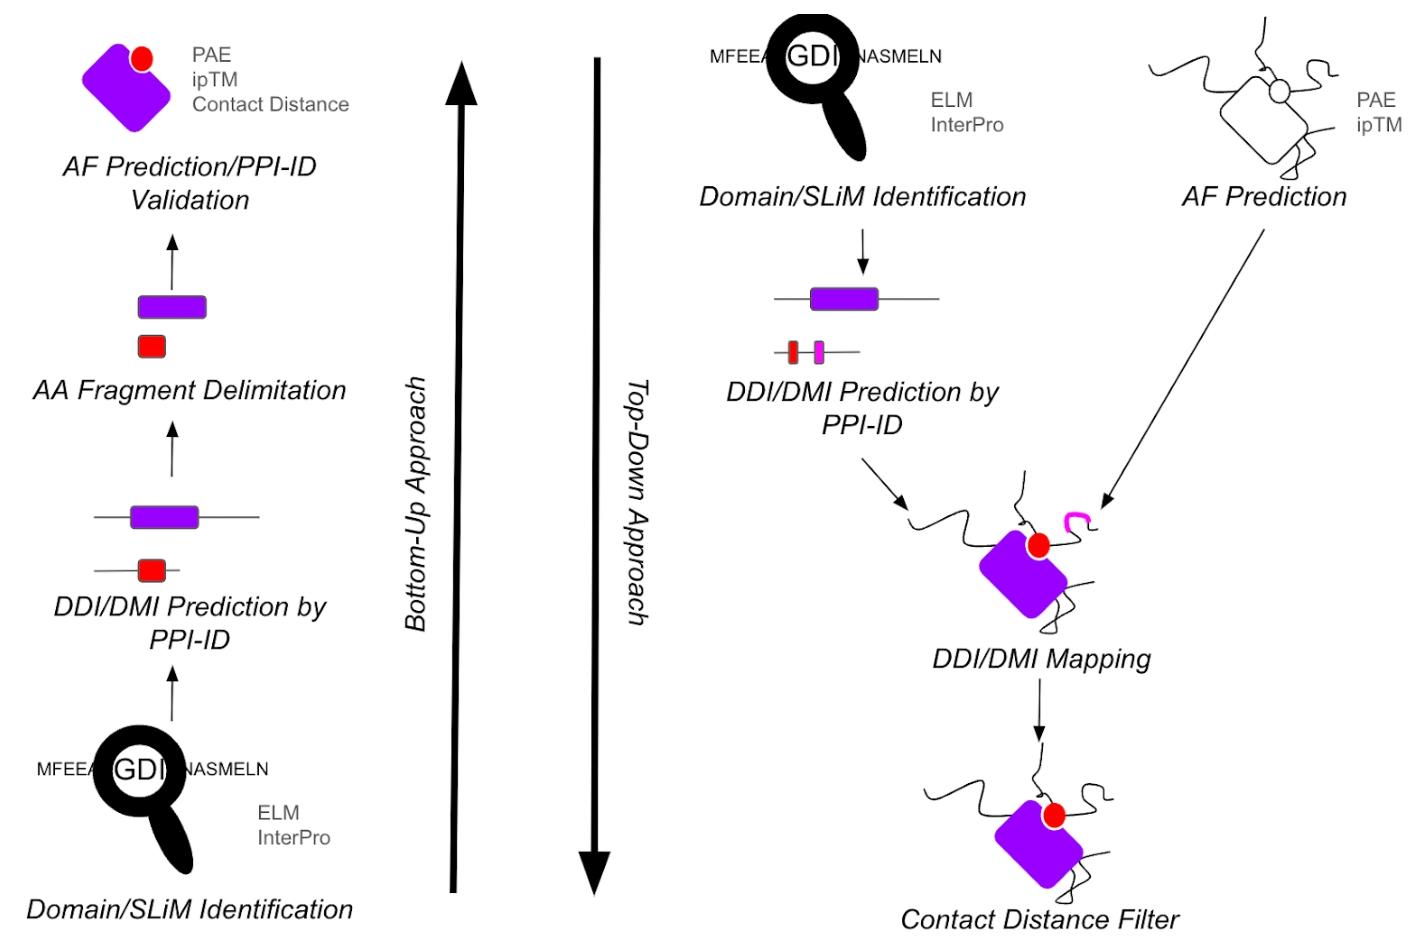 PAE
ipTM
Contact Distance
AF Prediction/PPI-ID
Validation
AA Fragment Delimitation
DDI/DMI Prediction by
PPI-ID
MFEEA GDI NASMELN
ELM
InterPro
Domain/SLiM Identification
Bottom-Up Approach
Top-Down Approach
MFEEA GDI NASMELN
ELM
InterPro
Domain/SLiM Identification
PAE
ipTM
AF Prediction
DDI/DMI Prediction by
PPI-ID
DDI/DMI Mapping
Contact Distance Filter